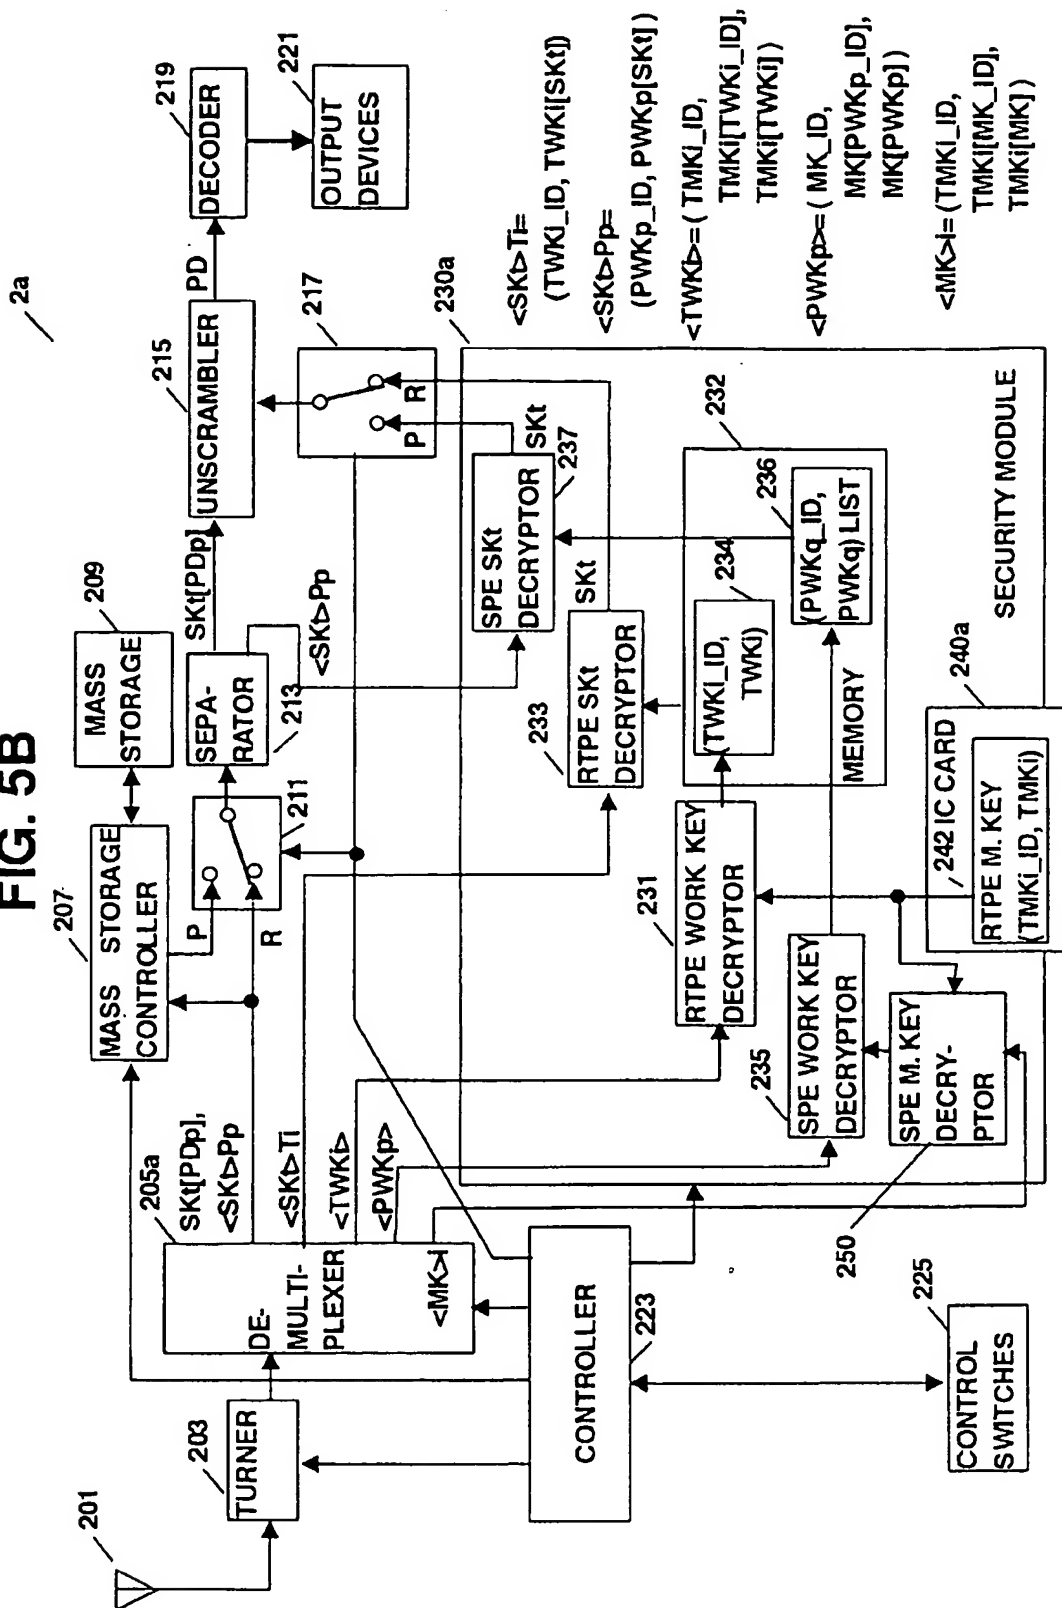 FIG. 5B
2a
201
203
TURNER
205a
DE-
MULTI-
PLEXER
<MK>i
SKt[PDp],
<SKt>Pp
<SKt>Ti
<TWKi>
<PWKp>
207
MASS STORAGE
CONTROLLER
209
MASS
STORAGE
P
R
211
SEPA-
RATOR
213
SKt[PDp]
<SKt>Pp
215
UNSCRAMBLER
PD
219
DECODER
221
OUTPUT
DEVICES
217
P
R
230a
SPE SKt
DECRYPTOR
SKt
237
233
RTPE SKt
DECRYPTOR
SKt
232
234
(TWKi_ID,
TWKi)
236
(PWKq_ID,
PWKq) LIST
MEMORY
231
RTPE WORK KEY
DECRYPTOR
235
SPE WORK KEY
DECRYPTOR
SPE M. KEY
DECRY-
PTOR
250
SECURITY MODULE
240a
242 IC CARD
RTPE M. KEY
(TMKi_ID, TMKi)
CONTROLLER
223
225
CONTROL
SWITCHES
<SKt>Ti=
(TWKi_ID, TWKi[SKt])
<SKt>Pp=
(PWKp_ID, PWKp[SKt])
<TWKi>=( TMKi_ID,
TMKi[TWKi_ID],
TMKi[TWKi])
<PWKp>=( MK_ID,
MK[PWKp_ID],
MK[PWKp])
<MK>i=(TMKi_ID,
TMKi[MK_ID],
TMKi[MK])